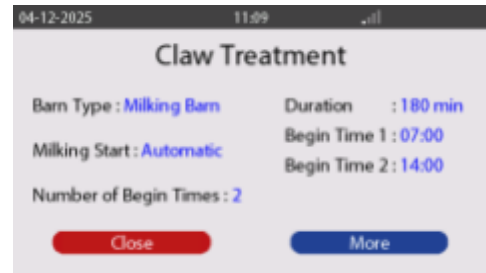 04-12-2025 11:09
Claw Treatment
Barn Type : Milking Barn
Milking Start : Automatic
Number of Begin Times : 2
Duration : 180 min
Begin Time 1 : 07:00
Begin Time 2 : 14:00
Close
More